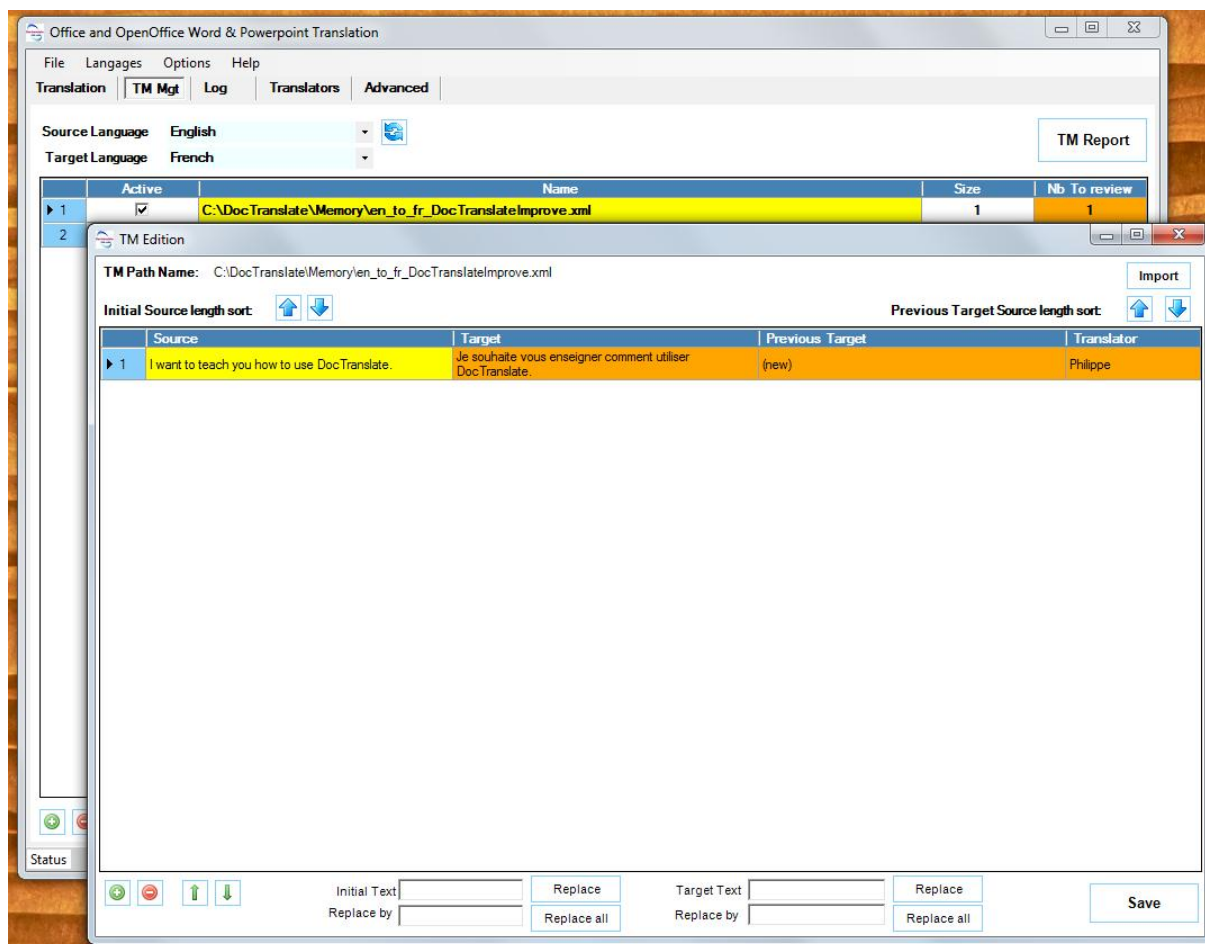 Office and OpenOffice Word & Powerpoint Translation
File Langages Options Help
Translation TM Mgt Log Translators Advanced
Source Language English
Target Language French
TM Report
Active Name Size Nb To review
1 C:\DocTranslate\Memory\en_to_fr_DocTranslateImprove.xml 1 1
2
TM Edition
TM Path Name: C:\DocTranslate\Memory\en_to_fr_DocTranslateImprove.xml
Import
Initial Source length sort: Previous Target Source length sort:
Source Target Previous Target Translator
1 I want to teach you how to use DocTranslate. Je souhaite vous enseigner comment utiliser
DocTranslate. (new) Philippe
Status
Initial Text Replace Target Text Replace
Replace by Replace all Replace by Replace all
Save